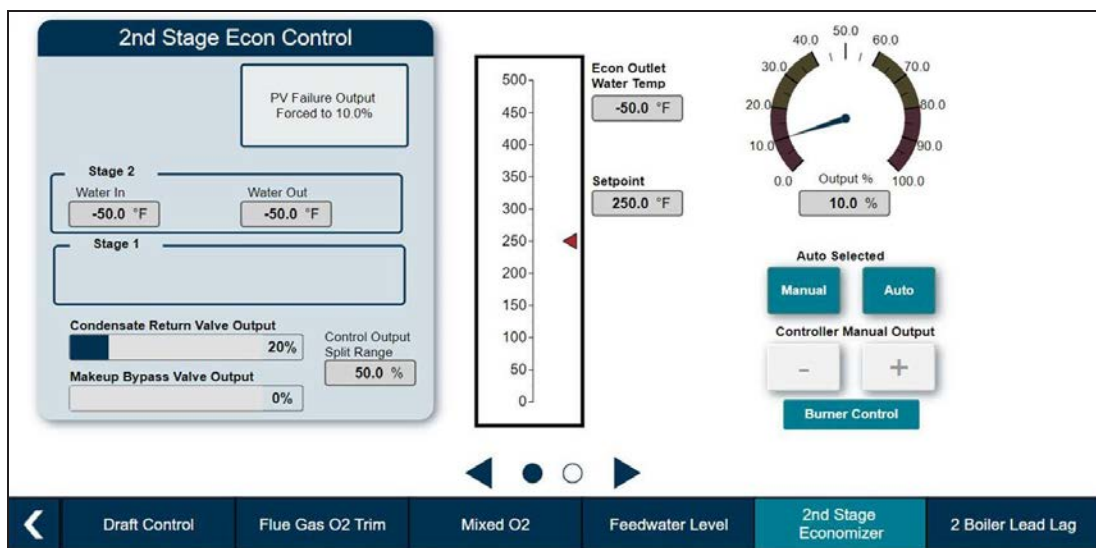 2nd Stage Econ Control
PV Failure Output
Forced to 10.0%
Stage 2
Water In
Water Out
-50.0 °F
-50.0 °F
Stage 1
Condensate Return Valve Output
20%
Makeup Bypass Valve Output
0%
Control Output
Split Range
50.0 %
500
450
400
350
300
250
200
150
100
50
0
Econ Outlet
Water Temp
-50.0 °F
Setpoint
250.0 °F
0.0
10.0
20.0
30.0
40.0
50.0
60.0
70.0
80.0
90.0
100.0
Output %
10.0 %
Auto Selected
Manual
Auto
Controller Manual Output
- +
Burner Control
Draft Control
Flue Gas O2 Trim
Mixed O2
Feedwater Level
2nd Stage
Economizer
2 Boiler Lead Lag